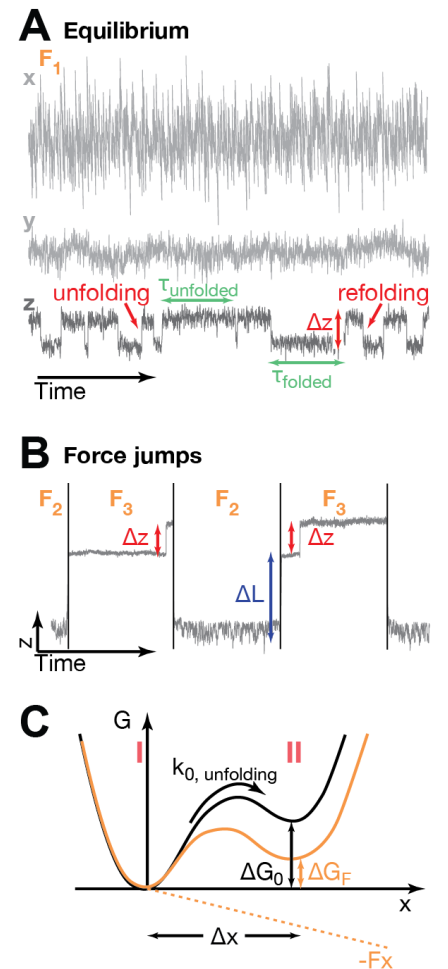 A Equilibrium
F1
x
y
τunfolded
unfolding
refolding
z
Δz
τfolded
Time
B Force jumps
F2 F3 F2 F3
Δz
Δz
ΔL
z
Time
C
G
I II
k0, unfolding
ΔG0 ΔGF
x
Δx
-Fx